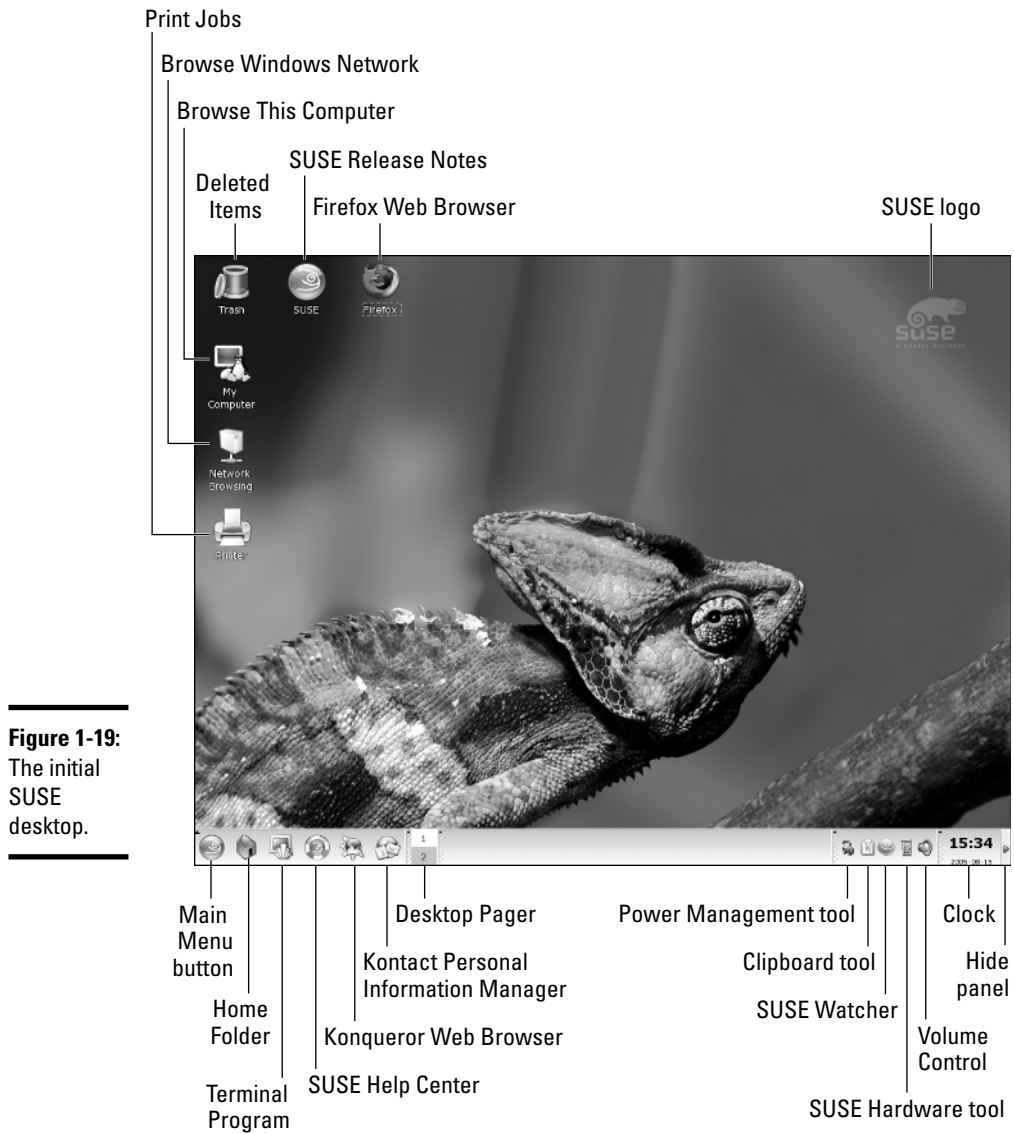 Print Jobs
Browse Windows Network
Browse This Computer
SUSE Release Notes
Deleted
Items
Firefox Web Browser
SUSE logo
Trash
SUSE
Firefox
suse
My
Computer
Network
Browsing
Printer
Figure 1-19:
The initial
SUSE
desktop.
1
2
15:34
Main
Menu
button
Desktop Pager
Power Management tool
Clock
Kontact Personal
Information Manager
Clipboard tool
Hide
panel
Home
Folder
Konqueror Web Browser
SUSE Watcher
Volume
Control
Terminal
Program
SUSE Help Center
SUSE Hardware tool